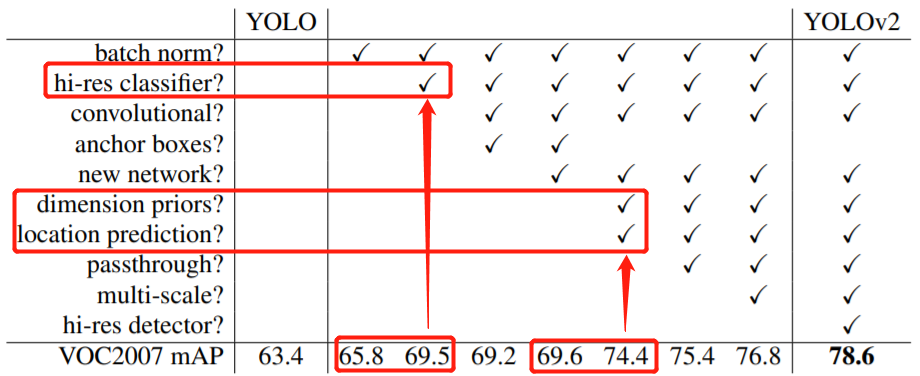 YOLO YOLOv2
batch norm? ✓ ✓ ✓ ✓ ✓ ✓ ✓ ✓
hi-res classifier? ✓ ✓ ✓ ✓ ✓ ✓ ✓
convolutional? ✓ ✓ ✓ ✓ ✓ ✓
anchor boxes? ✓ ✓
new network? ✓ ✓ ✓ ✓ ✓
dimension priors? ✓ ✓ ✓ ✓
location prediction? ✓ ✓ ✓ ✓
passthrough? ✓ ✓ ✓
multi-scale? ✓ ✓
hi-res detector? ✓
VOC2007 mAP 63.4 65.8 69.5 69.2 69.6 74.4 75.4 76.8 78.6